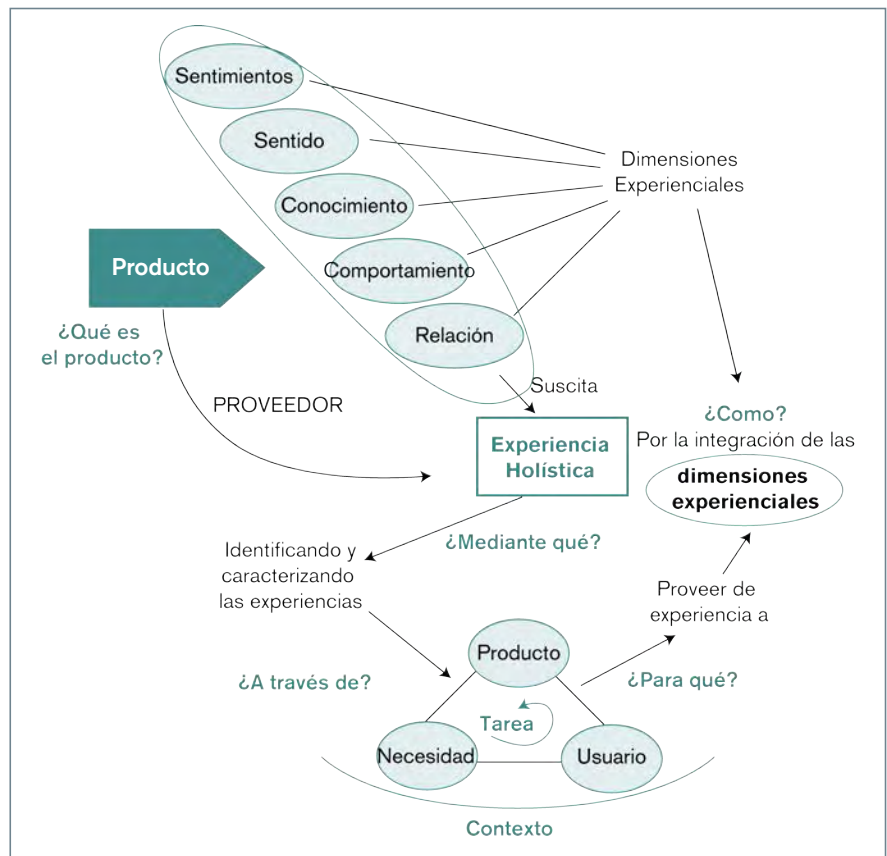 Sentimientos
Sentido
Dimensiones
Experienciales
Conocimiento
Producto
Comportamiento
¿Qué es
el producto?
Relación
PROVEEDOR
Suscita
¿Como?
Por la integración de las
dimensiones
experienciales
Experiencia
Holística
¿Mediante qué?
Identificando y
caracterizando
las experiencias
Proveer de
experiencia a
¿A través de?
Producto
¿Para qué?
Tarea
Necesidad
Usuario
Contexto